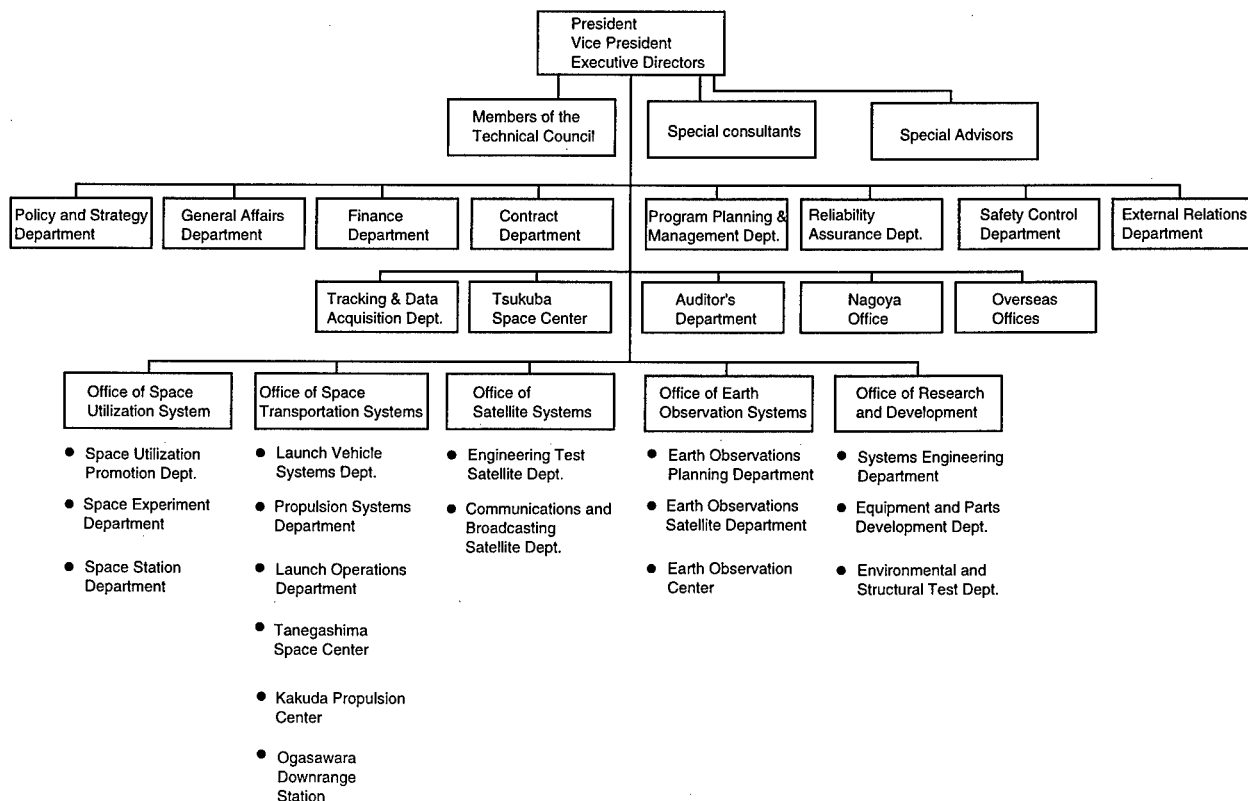 President
Vice President
Executive Directors
Members of the
Technical Council
Special consultants
Special Advisors
Policy and Strategy
Department
General Affairs
Department
Finance
Department
Contract
Department
Program Planning &
Management Dept.
Reliability
Assurance Dept.
Safety Control
Department
External Relations
Department
Tracking & Data
Acquisition Dept.
Tsukuba
Space Center
Auditor's
Department
Nagoya
Office
Overseas
Offices
Office of Space
Utilization System
● Space Utilization
Promotion Dept.
● Space Experiment
Department
● Space Station
Department
Office of Space
Transportation Systems
● Launch Vehicle
Systems Dept.
● Propulsion Systems
Department
● Launch Operations
Department
● Tanegashima
Space Center
● Kakuda Propulsion
Center
● Ogasawara
Downrange
Station
Office of
Satellite Systems
● Engineering Test
Satellite Dept.
● Communications and
Broadcasting
Satellite Dept.
Office of Earth
Observation Systems
● Earth Observations
Planning Department
● Earth Observations
Satellite Department
● Earth Observation
Center
Office of Research
and Development
● Systems Engineering
Department
● Equipment and Parts
Development Dept.
● Environmental and
Structural Test Dept.